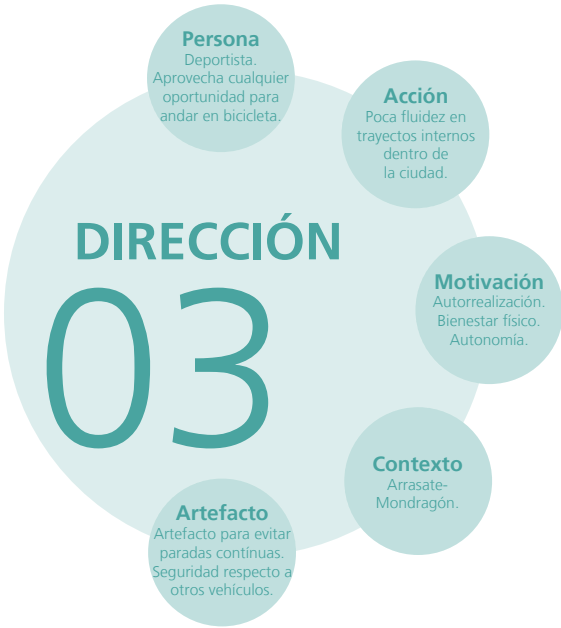 Persona
Deportista.
Aprovecha cualquier
oportunidad para
andar en bicicleta.
Acción
Poca fluidez en
trayectos internos
dentro de
la ciudad.
DIRECCIÓN
03
Motivación
Autorrealización.
Bienestar físico.
Autonomía.
Contexto
Arrasate-
Mondragón.
Artefacto
Artefacto para evitar
paradas contínuas.
Seguridad respecto a
otros vehículos.